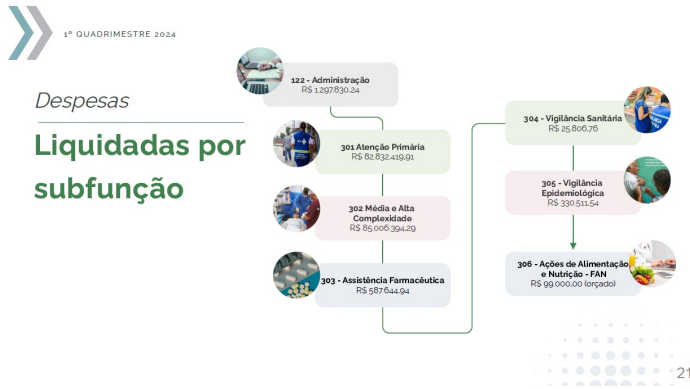 1º QUADRIMESTRE 2024
Despesas
Liquidadas por
subfunção
122 - Administração
R$ 1.297.830,24
301 Atenção Primária
R$ 82.832.419,91
302 Média e Alta
Complexidade
R$ 85.006.394,29
303 - Assistência Farmacêutica
R$ 587.644,94
304 - Vigilância Sanitária
R$ 25.806,76
305 - Vigilância
Epidemiológica
R$ 330.511,54
306 - Ações de Alimentação
e Nutrição - FAN
R$ 99.000,00 (orçado)
21